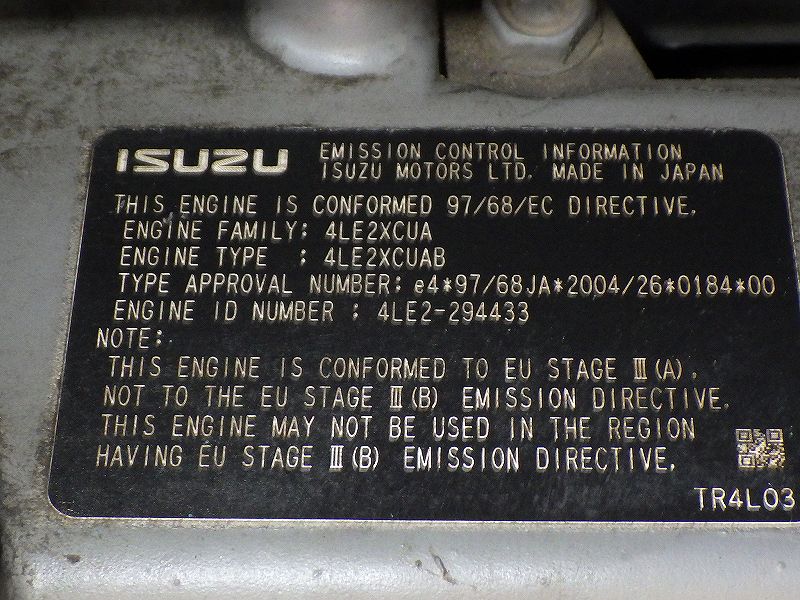 ISUZU EMISSION CONTROL INFORMATION
ISUZU MOTORS LTD. MADE IN JAPAN
THIS ENGINE IS CONFORMED 97/68/EC DIRECTIVE.
ENGINE FAMILY: 4LE2XCUA
ENGINE TYPE : 4LE2XCUAB
TYPE APPROVAL NUMBER: e4*97/68JA*2004/26*0184*00
ENGINE ID NUMBER : 4LE2-294433
NOTE:
THIS ENGINE IS CONFORMED TO EU STAGE Ⅲ(A),
NOT TO THE EU STAGE Ⅲ(B) EMISSION DIRECTIVE.
THIS ENGINE MAY NOT BE USED IN THE REGION
HAVING EU STAGE Ⅲ(B) EMISSION DIRECTIVE.
TR4L03